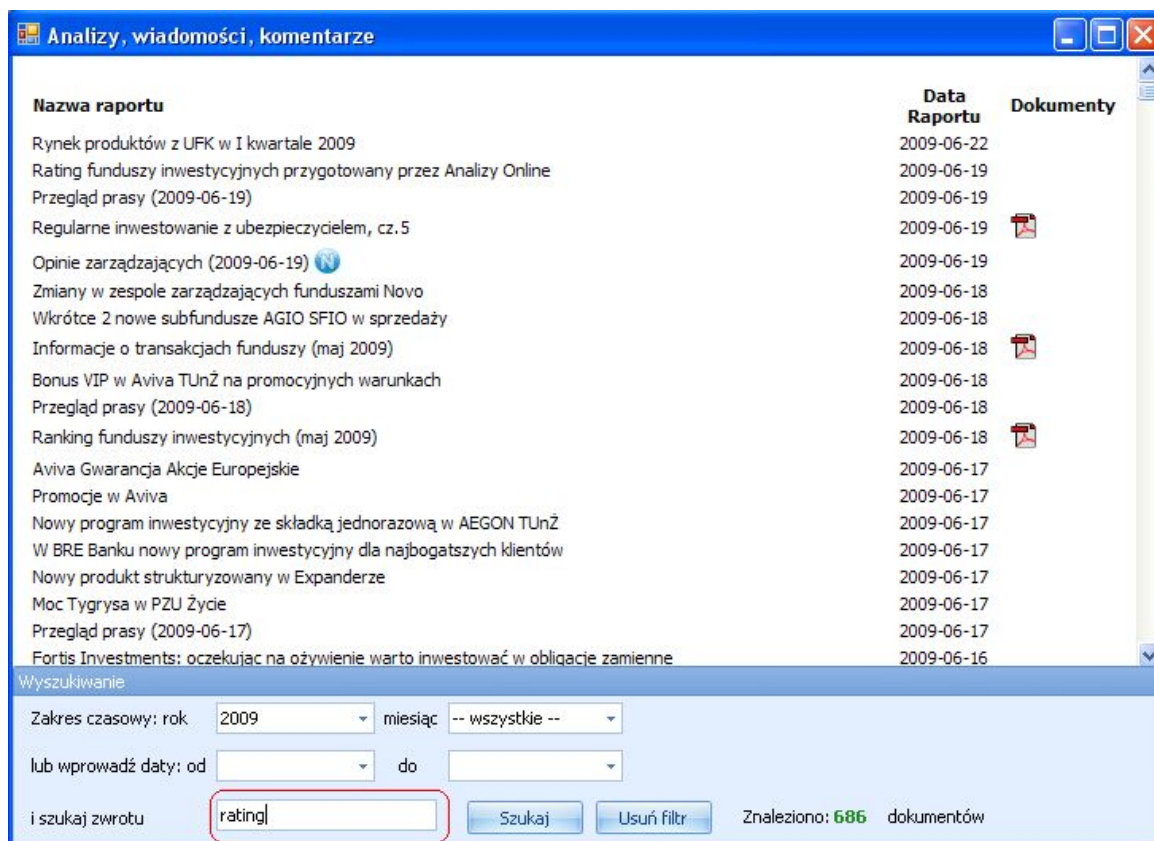 Analizy, wiadomości, komentarze
Nazwa raportu Data Raportu Dokumenty
Rynek produktów z UFK w I kwartale 2009 2009-06-22
Rating funduszy inwestycyjnych przygotowany przez Analizy Online 2009-06-19
Przegląd prasy (2009-06-19) 2009-06-19
Regularne inwestowanie z ubezpieczycielem, cz.5 2009-06-19
Opinie zarządzających (2009-06-19) N 2009-06-19
Zmiany w zespole zarządzających funduszami Novo 2009-06-18
Wkrótce 2 nowe subfundusze AGIO SFIO w sprzedaży 2009-06-18
Informacje o transakcjach funduszy (maj 2009) 2009-06-18
Bonus VIP w Aviva TUnŻ na promocyjnych warunkach 2009-06-18
Przegląd prasy (2009-06-18) 2009-06-18
Ranking funduszy inwestycyjnych (maj 2009) 2009-06-18
Aviva Gwarancja Akcje Europejskie 2009-06-17
Promocje w Aviva 2009-06-17
Nowy program inwestycyjny ze składką jednorazową w AEGON TUnŻ 2009-06-17
W BRE Banku nowy program inwestycyjny dla najbogatszych klientów 2009-06-17
Nowy produkt strukturyzowany w Expanderze 2009-06-17
Moc Tygrysa w PZU Życie 2009-06-17
Przegląd prasy (2009-06-17) 2009-06-17
Fortis Investments: oczekując na ożywienie warto inwestować w obligacje zamienne 2009-06-16
Wyszukiwanie
Zakres czasowy: rok 2009 miesiąc -- wszystkie --
lub wprowadź daty: od do
i szukaj zwrotu rating Szukaj Usuń filtr Znaleziono: 686 dokumentów